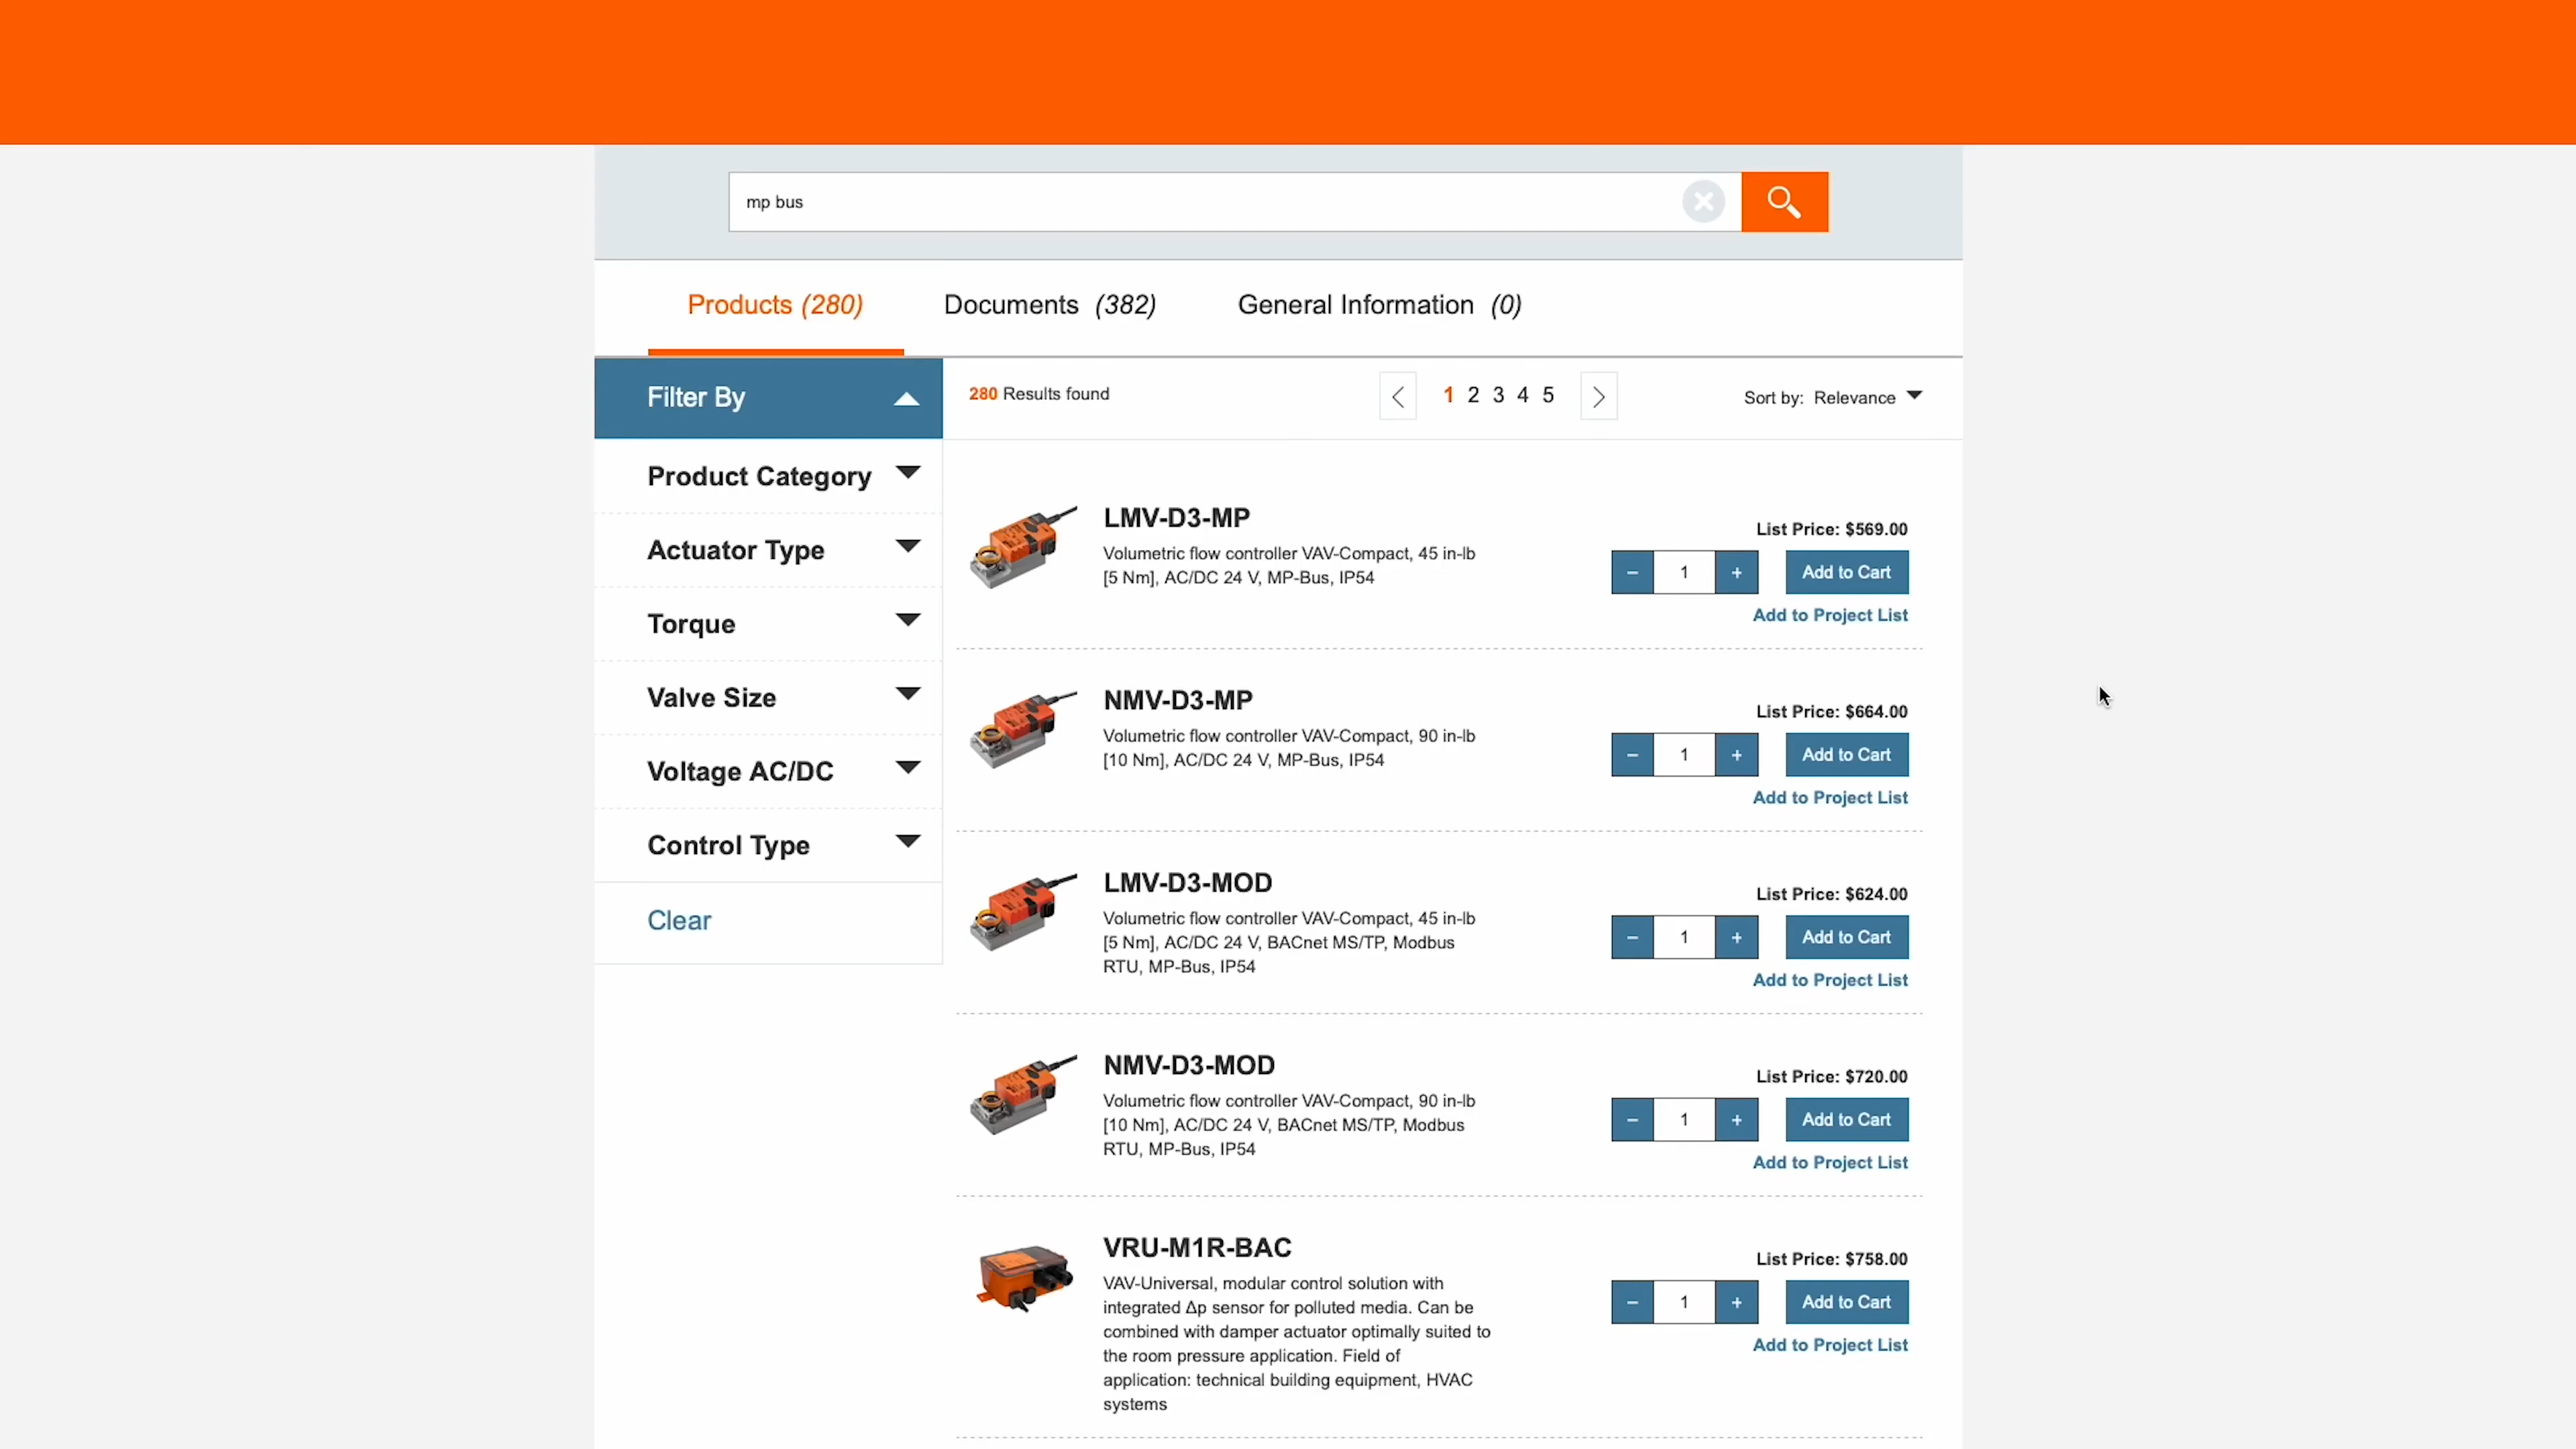 mp bus
Products (280)
Documents (382)
General Information (0)
Filter By
280 Results found
1 2 3 4 5
Sort by: Relevance
Product Category
Actuator Type
Torque
Valve Size
Voltage AC/DC
Control Type
Clear
LMV-D3-MP
Volumetric flow controller VAV-Compact, 45 in-lb
[5 Nm], AC/DC 24 V, MP-Bus, IP54
List Price: $569.00
− 1 + Add to Cart
Add to Project List
NMV-D3-MP
Volumetric flow controller VAV-Compact, 90 in-lb
[10 Nm], AC/DC 24 V, MP-Bus, IP54
List Price: $664.00
− 1 + Add to Cart
Add to Project List
LMV-D3-MOD
Volumetric flow controller VAV-Compact, 45 in-lb
[5 Nm], AC/DC 24 V, BACnet MS/TP, Modbus
RTU, MP-Bus, IP54
List Price: $624.00
− 1 + Add to Cart
Add to Project List
NMV-D3-MOD
Volumetric flow controller VAV-Compact, 90 in-lb
[10 Nm], AC/DC 24 V, BACnet MS/TP, Modbus
RTU, MP-Bus, IP54
List Price: $720.00
− 1 + Add to Cart
Add to Project List
VRU-M1R-BAC
VAV-Universal, modular control solution with
integrated Δp sensor for polluted media. Can be
combined with damper actuator optimally suited to
the room pressure application. Field of
application: technical building equipment, HVAC
systems
List Price: $758.00
− 1 + Add to Cart
Add to Project List